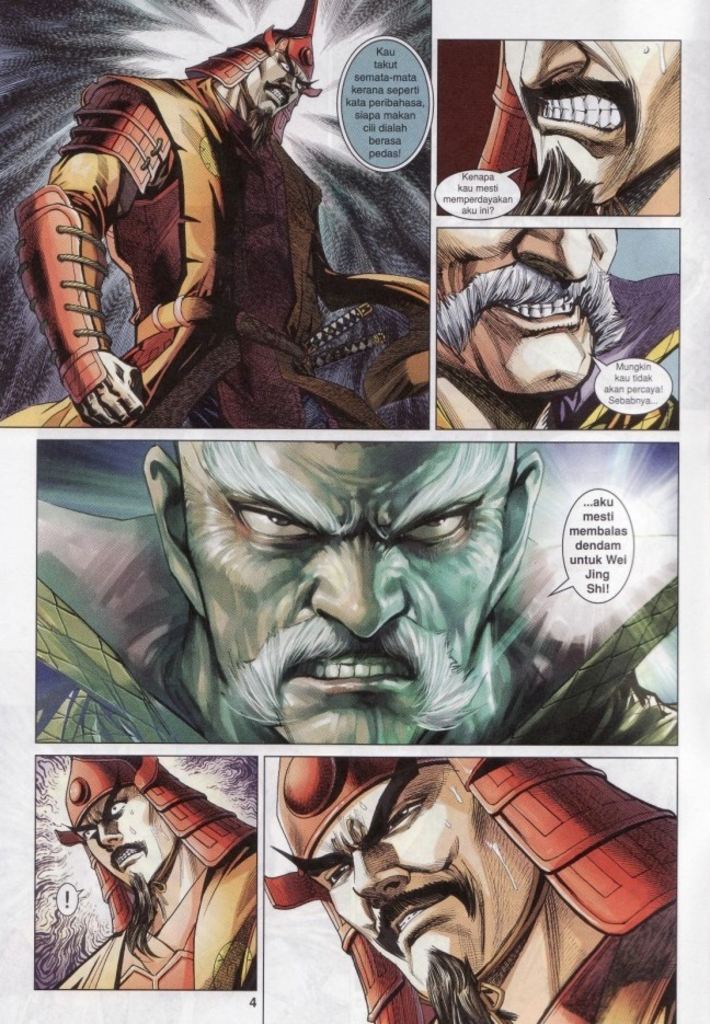 Kau
takut
semata-mata
kerana seperti
kata peribahasa,
siapa makan
cili dialah
berasa
pedas!
Kenapa
kau mesti
memperdayakan
aku ini?
Mungkin
kau tidak
akan percaya!
Sebabnya...
...aku
mesti
membalas
dendam
untuk Wei
Jing
Shi!
!
4